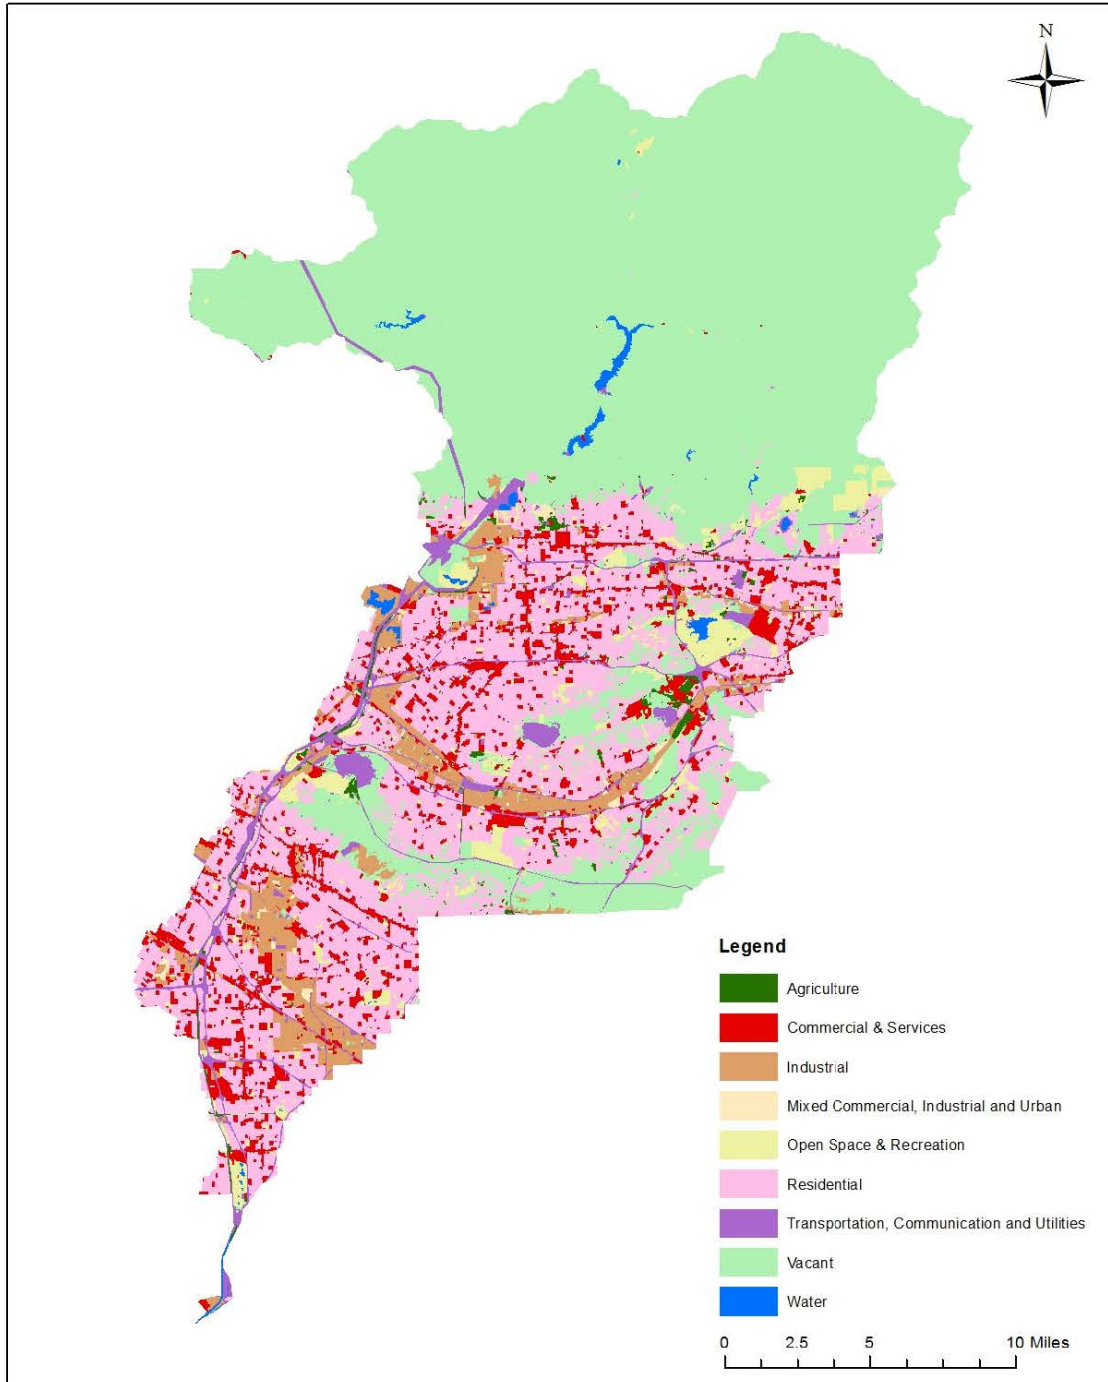 N
Legend
Agriculture
Commercial & Services
Industrial
Mixed Commercial, Industrial and Urban
Open Space & Recreation
Residential
Transportation, Communication and Utilities
Vacant
Water
0 2.5 5 10 Miles